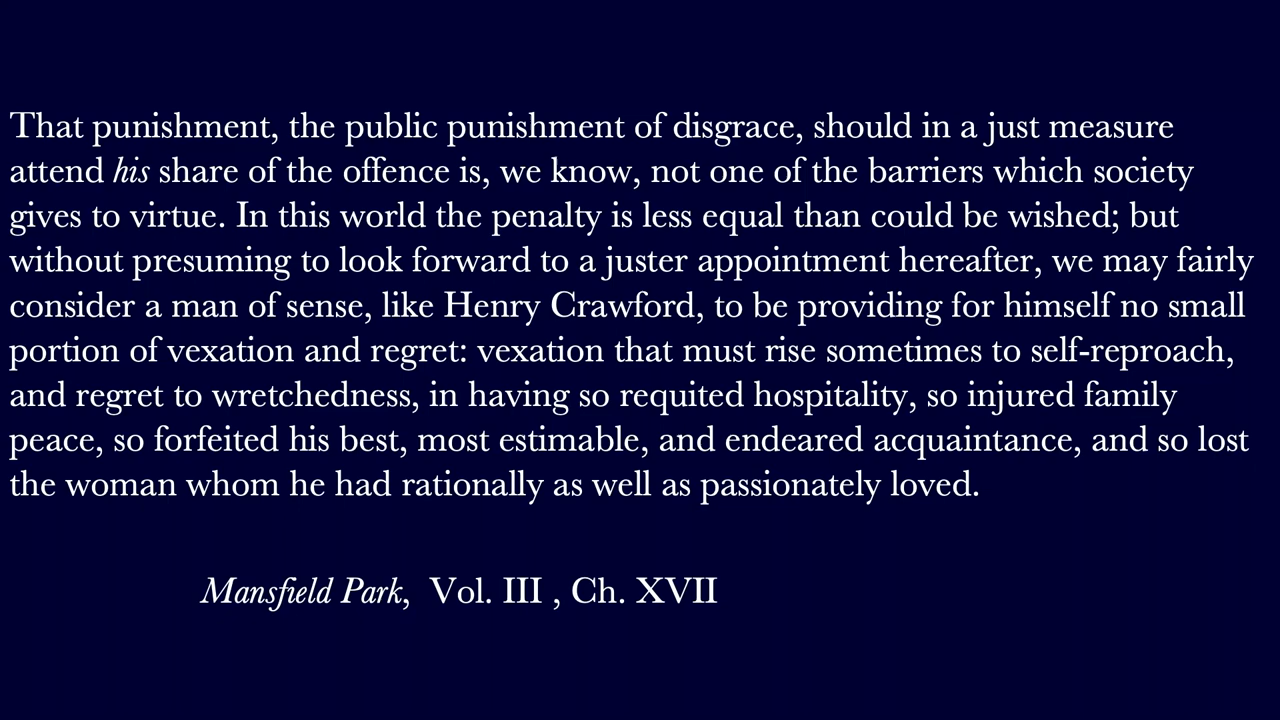 That punishment, the public punishment of disgrace, should in a just measure
attend his share of the offence is, we know, not one of the barriers which society
gives to virtue. In this world the penalty is less equal than could be wished; but
without presuming to look forward to a juster appointment hereafter, we may fairly
consider a man of sense, like Henry Crawford, to be providing for himself no small
portion of vexation and regret: vexation that must rise sometimes to self-reproach,
and regret to wretchedness, in having so requited hospitality, so injured family
peace, so forfeited his best, most estimable, and endeared acquaintance, and so lost
the woman whom he had rationally as well as passionately loved.
Mansfield Park,  Vol. III , Ch. XVII